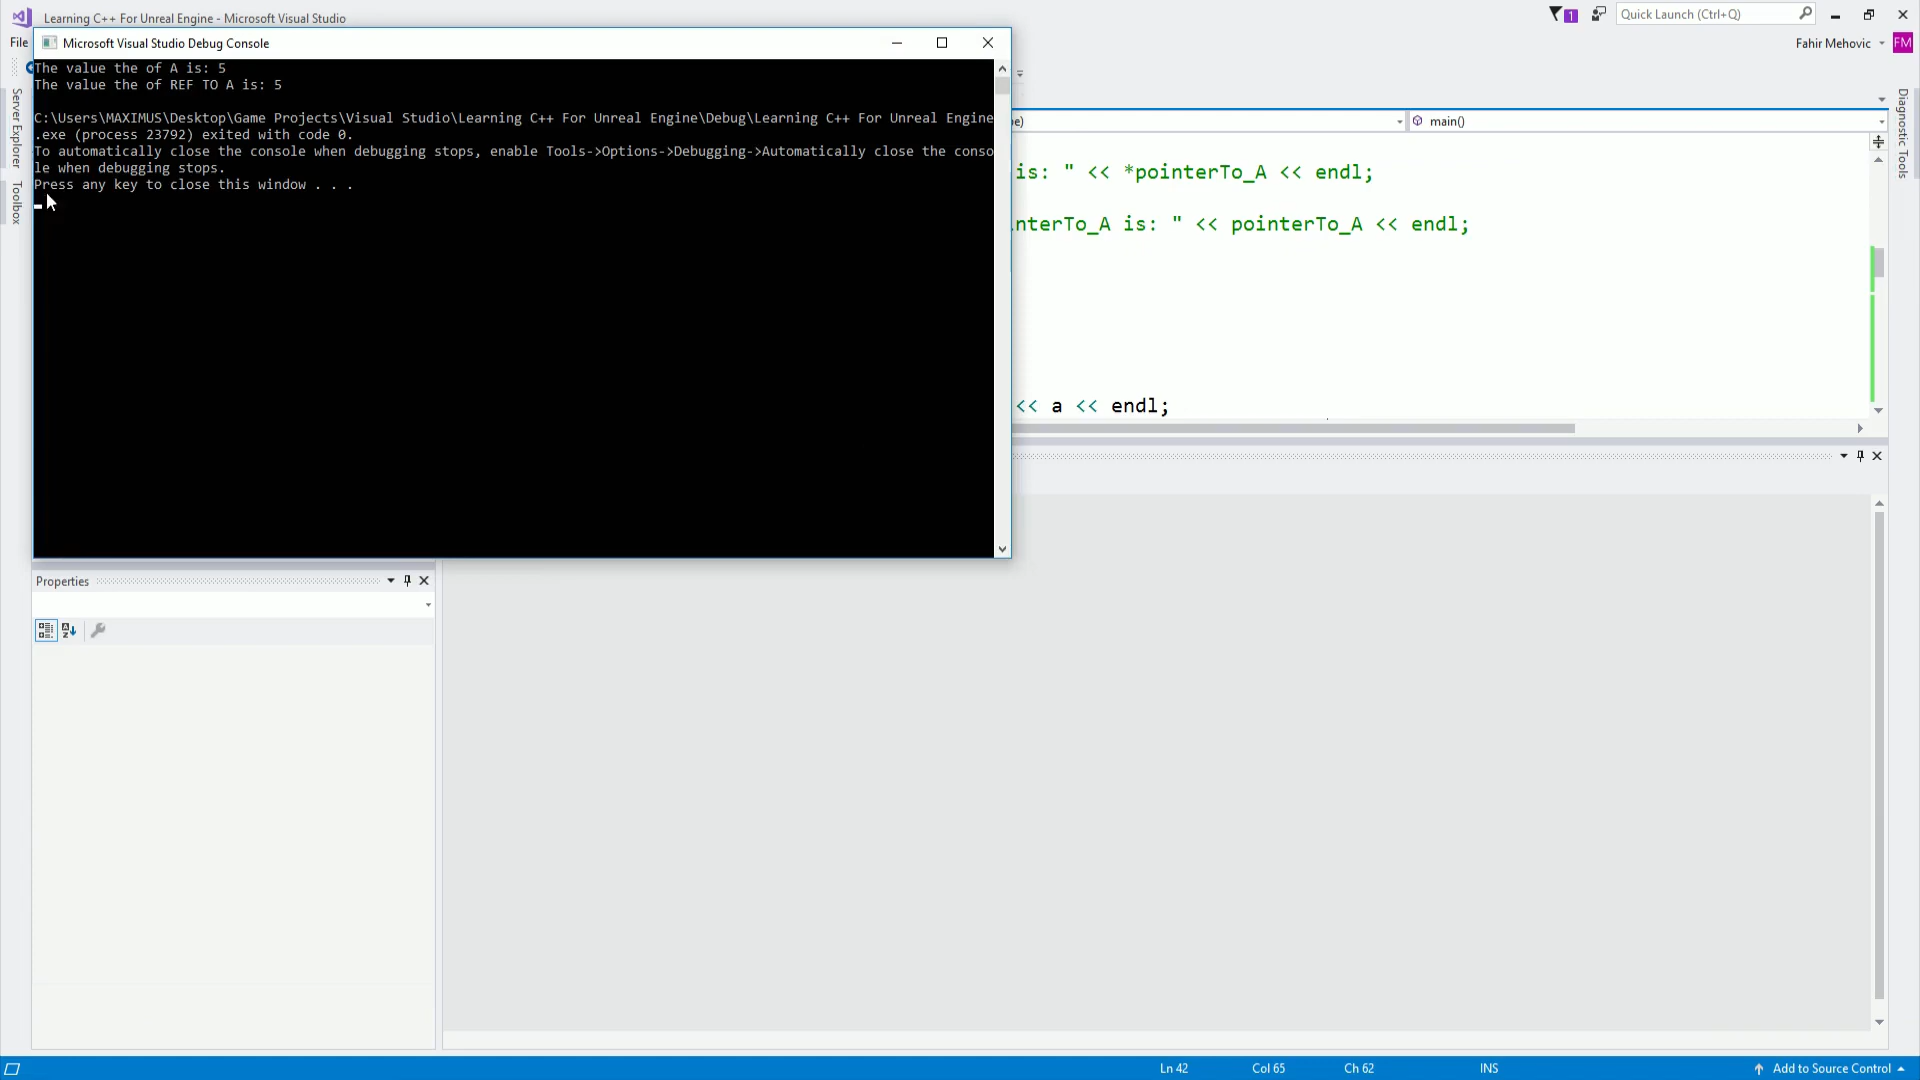 Learning C++ For Unreal Engine - Microsoft Visual Studio
1
Quick Launch (Ctrl+Q)
File
Fahir Mehovic
FM
Microsoft Visual Studio Debug Console
The value the of A is: 5
The value the of REF TO A is: 5
C:\Users\MAXIMUS\Desktop\Game Projects\Visual Studio\Learning C++ For Unreal Engine\Debug\Learning C++ For Unreal Engine
.exe (process 23792) exited with code 0.
To automatically close the console when debugging stops, enable Tools->Options->Debugging->Automatically close the conso
le when debugging stops.
Press any key to close this window . . .
Server Explorer
Toolbox
main()
is: " << *pointerTo_A << endl;
nterTo_A is: " << pointerTo_A << endl;
<< a << endl;
Diagnostic Tools
Properties
Ln 42
Col 65
Ch 62
INS
Add to Source Control